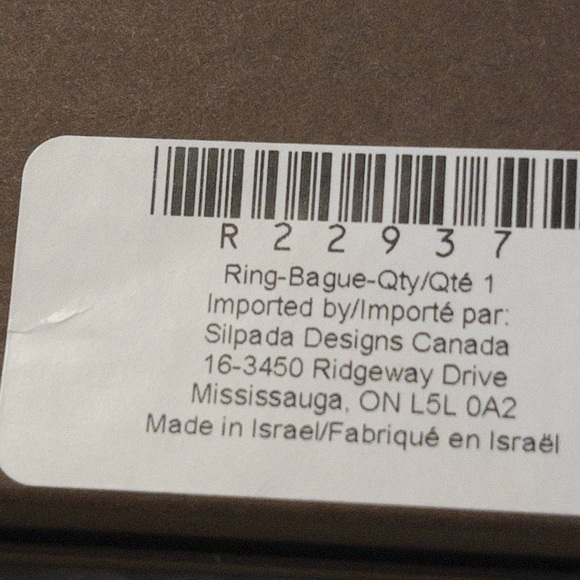 R22937
Ring-Bague-Qty/Qté 1
Imported by/Importé par:
Silpada Designs Canada
16-3450 Ridgeway Drive
Mississauga, ON L5L 0A2
Made in Israel/Fabriqué en Israël